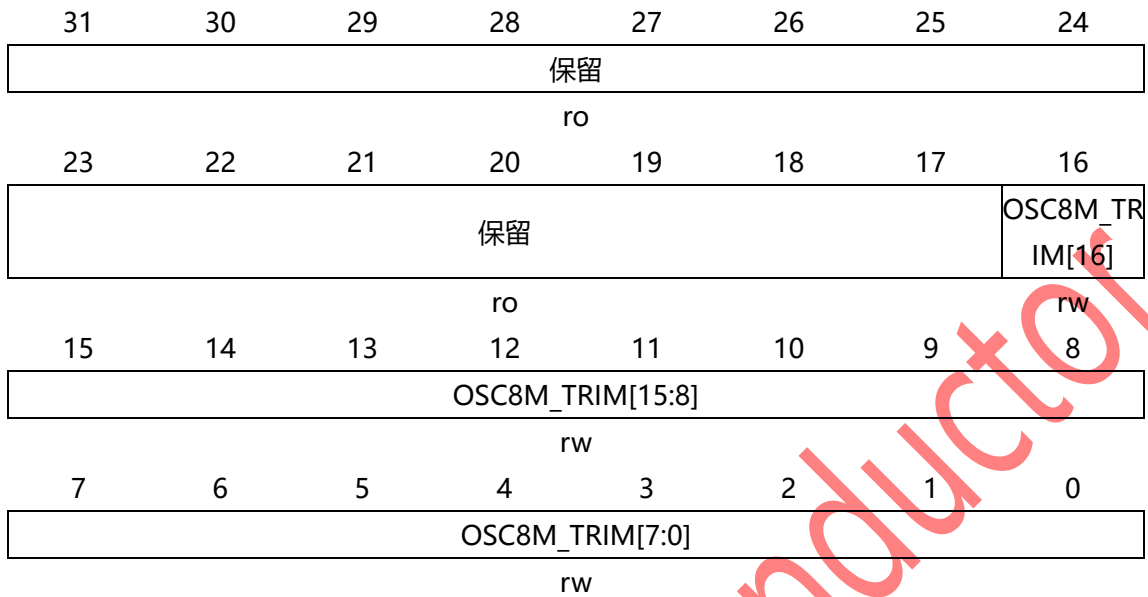 31 30 29 28 27 26 25 24
保留
ro
23 22 21 20 19 18 17 16
保留 OSC8M_TR
IM[16]
ro rw
15 14 13 12 11 10 9 8
OSC8M_TRIM[15:8]
rw
7 6 5 4 3 2 1 0
OSC8M_TRIM[7:0]
rw
nductor